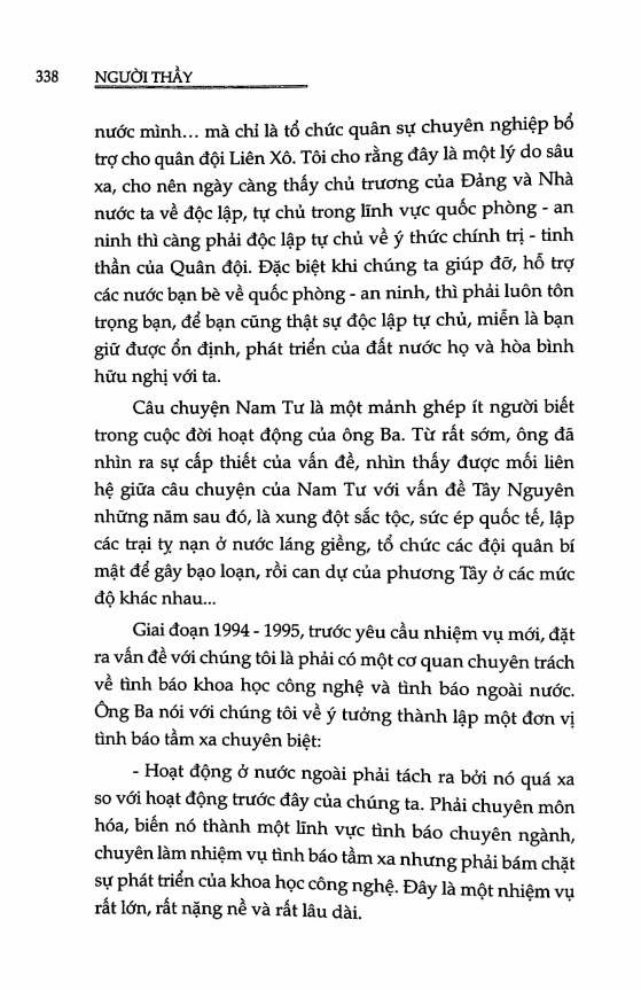 338 NGƯỜI THẦY
nước mình... mà chỉ là tổ chức quân sự chuyên nghiệp bổ
trợ cho quân đội Liên Xô. Tôi cho rằng đây là một lý do sâu
xa, cho nên ngày càng thấy chủ trương của Đảng và Nhà
nước ta về độc lập, tự chủ trong lĩnh vực quốc phòng - an
ninh thì càng phải độc lập tự chủ về ý thức chính trị - tinh
thần của Quân đội. Đặc biệt khi chúng ta giúp đỡ, hỗ trợ
các nước bạn bè về quốc phòng - an ninh, thì phải luôn tôn
trọng bạn, để bạn cũng thật sự độc lập tự chủ, miễn là bạn
giữ được ổn định, phát triển của đất nước họ và hòa bình
hữu nghị với ta.
Câu chuyện Nam Tư là một mảnh ghép ít người biết
trong cuộc đời hoạt động của ông Ba. Từ rất sớm, ông đã
nhìn ra sự cấp thiết của vấn đề, nhìn thấy được mối liên
hệ giữa câu chuyện của Nam Tư với vấn đề Tây Nguyên
những năm sau đó, là xung đột sắc tộc, sức ép quốc tế, lập
các trại tỵ nạn ở nước láng giềng, tổ chức các đội quân bí
mật để gây bạo loạn, rồi can dự của phương Tây ở các mức
độ khác nhau...
Giai đoạn 1994 - 1995, trước yêu cầu nhiệm vụ mới, đặt
ra vấn đề với chúng tôi là phải có một cơ quan chuyên trách
về tình báo khoa học công nghệ và tình báo ngoài nước.
Ông Ba nói với chúng tôi về ý tưởng thành lập một đơn vị
tình báo tầm xa chuyên biệt:
- Hoạt động ở nước ngoài phải tách ra bởi nó quá xa
so với hoạt động trước đây của chúng ta. Phải chuyên môn
hóa, biến nó thành một lĩnh vực tình báo chuyên ngành,
chuyên làm nhiệm vụ tình báo tầm xa nhưng phải bám chặt
sự phát triển của khoa học công nghệ. Đây là một nhiệm vụ
rất lớn, rất nặng nề và rất lâu dài.